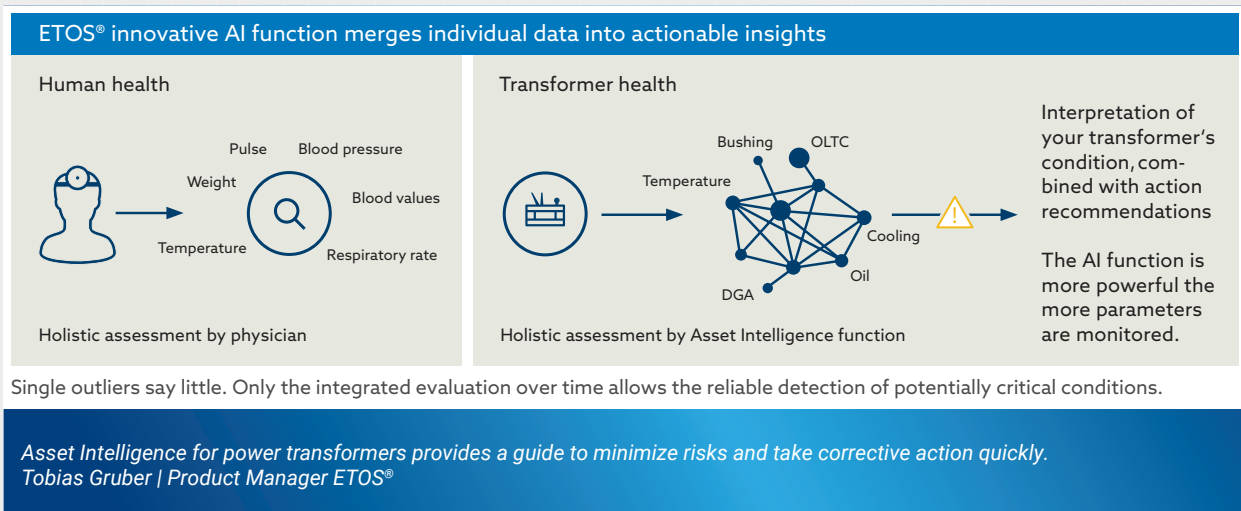 ETOS® innovative AI function merges individual data into actionable insights
Human health
Pulse
Blood pressure
Weight
Blood values
Temperature
Respiratory rate
Holistic assessment by physician
Transformer health
Bushing
OLTC
Temperature
Cooling
Oil
DGA
Holistic assessment by Asset Intelligence function
Interpretation of
your transformer's
condition, com-
bined with action
recommendations
The AI function is
more powerful the
more parameters
are monitored.
Single outliers say little. Only the integrated evaluation over time allows the reliable detection of potentially critical conditions.
Asset Intelligence for power transformers provides a guide to minimize risks and take corrective action quickly.
Tobias Gruber | Product Manager ETOS®